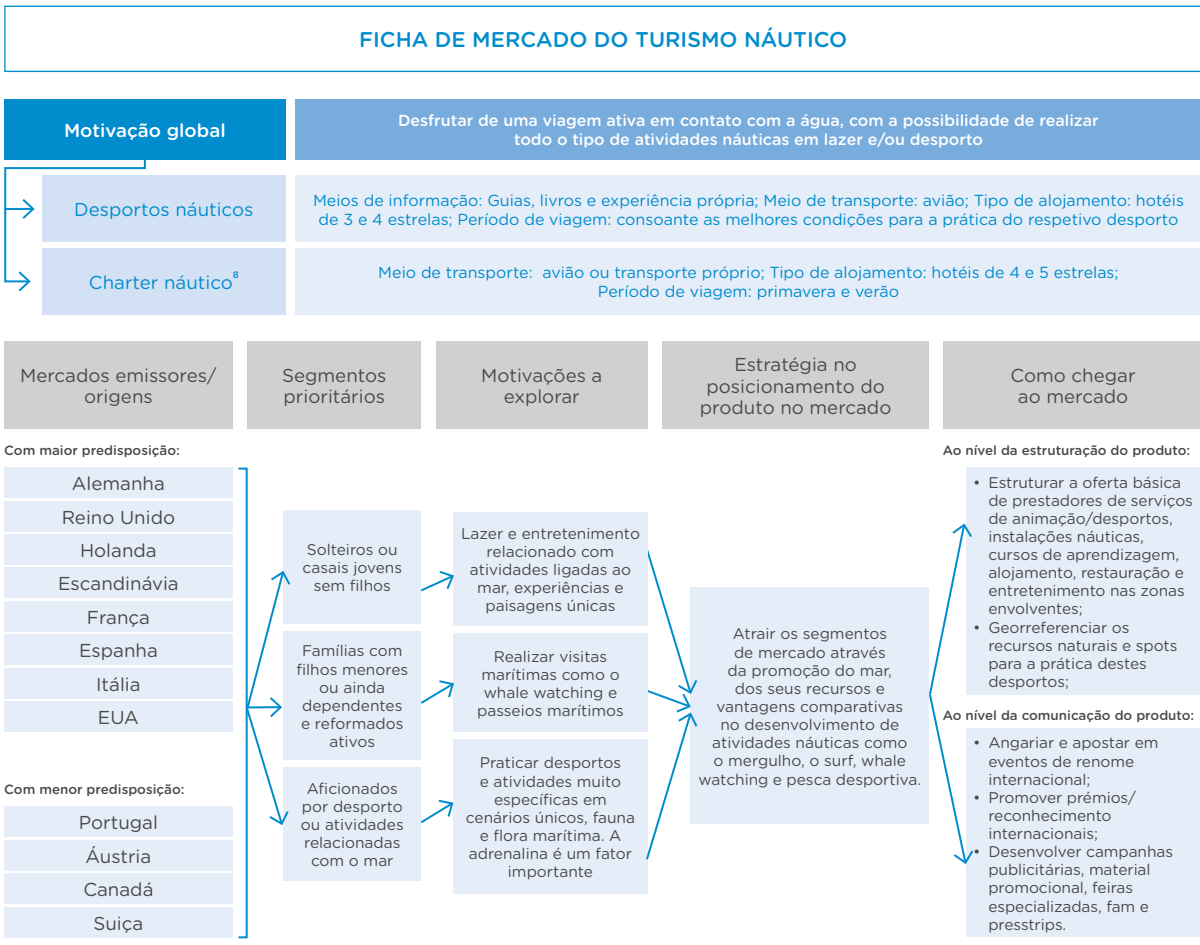 FICHA DE MERCADO DO TURISMO NÁUTICO
Motivação global
Desfrutar de uma viagem ativa em contato com a água, com a possibilidade de realizar
todo o tipo de atividades náuticas em lazer e/ou desporto
Desportos náuticos
Meios de informação: Guias, livros e experiência própria; Meio de transporte: avião; Tipo de alojamento: hotéis
de 3 e 4 estrelas; Período de viagem: consoante as melhores condições para a prática do respetivo desporto
Charter náutico⁸
Meio de transporte: avião ou transporte próprio; Tipo de alojamento: hotéis de 4 e 5 estrelas;
Período de viagem: primavera e verão
Mercados emissores/
origens
Segmentos
prioritários
Motivações a
explorar
Estratégia no
posicionamento do
produto no mercado
Como chegar
ao mercado
Com maior predisposição:
Alemanha
Reino Unido
Holanda
Escandinávia
França
Espanha
Itália
EUA
Com menor predisposição:
Portugal
Áustria
Canadá
Suiça
Solteiros ou
casais jovens
sem filhos
Famílias com
filhos menores
ou ainda
dependentes
e reformados
ativos
Aficionados
por desporto
ou atividades
relacionadas
com o mar
Lazer e entretenimento
relacionado com
atividades ligadas ao
mar, experiências e
paisagens únicas
Realizar visitas
marítimas como o
whale watching e
passeios marítimos
Praticar desportos
e atividades muito
específicas em
cenários únicos, fauna
e flora marítima. A
adrenalina é um fator
importante
Atrair os segmentos
de mercado através
da promoção do mar,
dos seus recursos e
vantagens comparativas
no desenvolvimento de
atividades náuticas como
o mergulho, o surf, whale
watching e pesca desportiva.
Ao nível da estruturação do produto:
• Estruturar a oferta básica
de prestadores de serviços
de animação/desportos,
instalações náuticas,
cursos de aprendizagem,
alojamento, restauração e
entretenimento nas zonas
envolventes;
• Georreferenciar os
recursos naturais e spots
para a prática destes
desportos;
Ao nível da comunicação do produto:
• Angariar e apostar em
eventos de renome
internacional;
• Promover prémios/
reconhecimento
internacionais;
• Desenvolver campanhas
publicitárias, material
promocional, feiras
especializadas, fam e
presstrips.